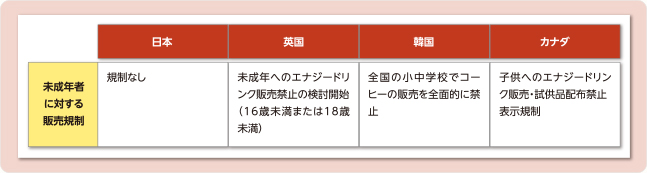 日本
英国
韓国
カナダ
未成年者
に対する
販売規制
規制なし
未成年へのエナジードリ
ンク販売禁止の検討開始
（16歳未満または18歳
未満）
全国の小中学校でコー
ヒーの販売を全面的に禁
止
子供へのエナジードリン
ク販売・試供品配布禁止
表示規制